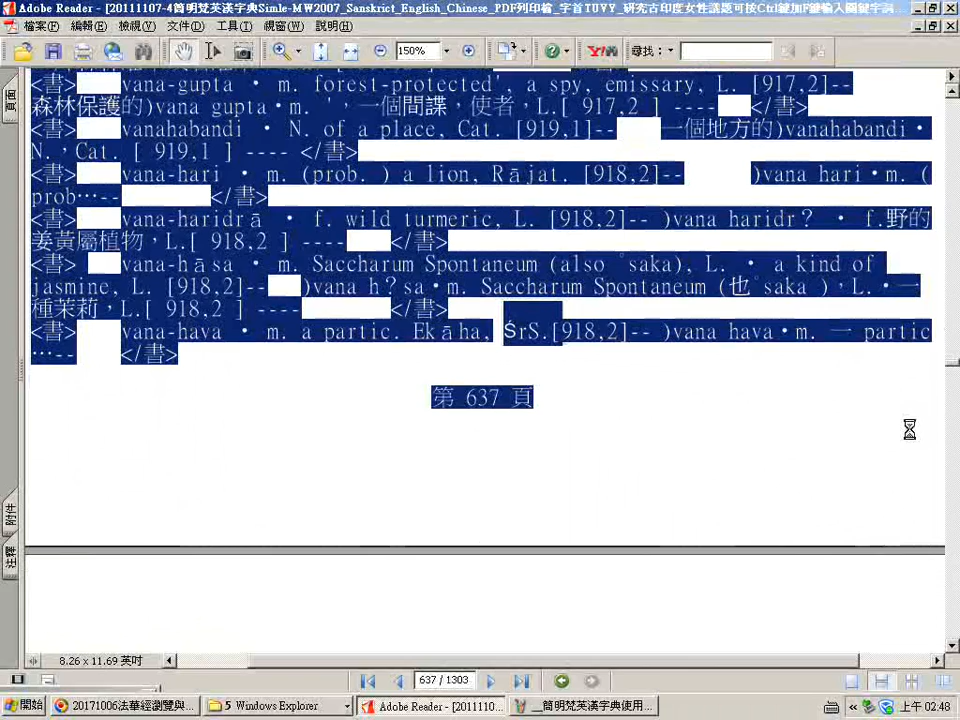 Adobe Reader - [20111107-4簡明梵英漢字典Simle-MW2007_Sanskrict_English_Chinese_PDF列印檔_字首TUVY_研究古印度女性議題可按Ctrl鍵加F鍵輸入關鍵字詞...
檔案(F) 編輯(E) 檢視(V) 文件(D) 工具(T) 視窗(W) 說明(H)
150% 尋找：
頁面
vana-gupta • m. forest-protected', a spy, emissary, L. [917,2]--
森林保護的)vana gupta•m. '，一個間諜，使者，L.[ 917,2 ] ---- </書>
<書> vanahabandi • N. of a place, Cat. [919,1]-- 一個地方的)vanahabandi•
N.，Cat. [ 919,1 ] ---- </書>
<書> vana-hari • m. (prob. ) a lion, Rājat. [918,2]-- )vana hari•m. (
prob…-- </書>
<書> vana-haridrā • f. wild turmeric, L. [918,2]-- )vana haridr? • f.野的
姜黃屬植物，L.[ 918,2 ] ---- </書>
<書> vana-hāsa • m. Saccharum Spontaneum (also °saka), L. • a kind of
jasmine, L. [918,2]-- )vana h?sa•m. Saccharum Spontaneum (也°saka )，L.•一
種茉莉，L.[ 918,2 ] ---- </書>
<書> vana-hava • m. a partic. Ekāha, ŚrS.[918,2]-- )vana hava•m. 一 partic
…-- </書>
第 637 頁
附件
注釋
8.26 x 11.69 英吋
637 / 1303
開始 20171006法華經瀏覽與... 5 Windows Explorer Adobe Reader - [2011110... __簡明梵英漢字典使用... 上午 02:48